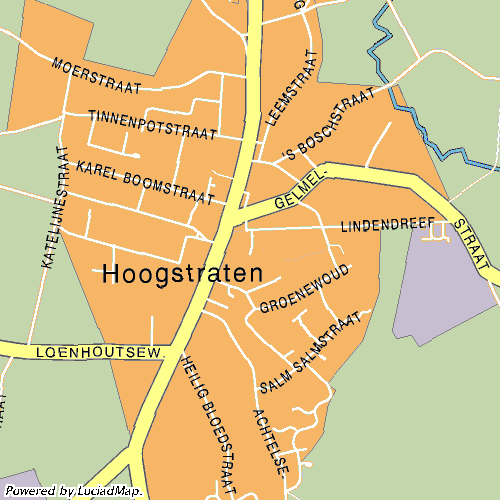 G
MOERSTRAAT
LEEMSTRAAT
TINNENPOTSTRAAT
'S BOSCHSTRAAT
KAREL BOOMSTRAAT
KATELIJNESTRAAT
GELMEL-
STRAAT
LINDENDREEF
Hoogstraten
GROENEWOUD
SALM SALMSTRAAT
LOENHOUTSEW.
HEILIG BLOEDSTRAAT
ACHTELSE
RAAT
Powered by LuciadMap.